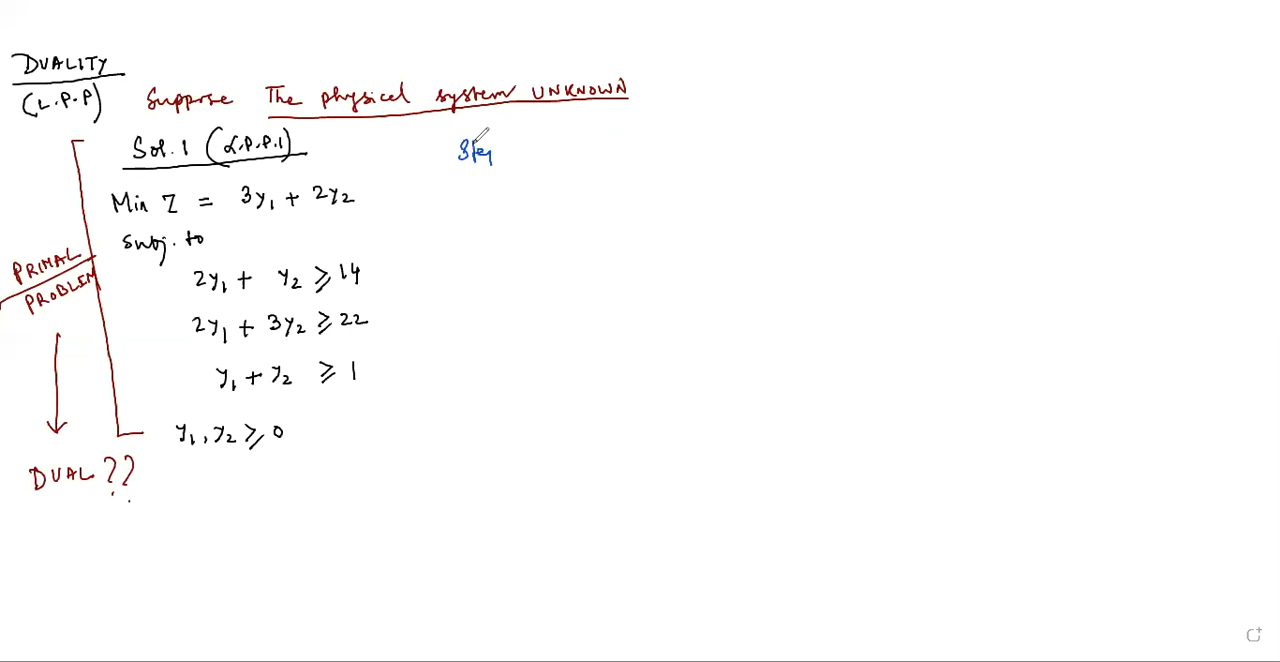 DUALITY
(L.P.P) Suppose The physical system UNKNOWN
Sol. 1 (L.P.P.1)
Min Z = 3y₁ + 2y₂
Subj. to
2y₁ + y₂ ≥ 14
2y₁ + 3y₂ ≥ 22
y₁ + y₂ ≥ 1
y₁, y₂ ≥ 0
PRIMAL
PROBLEM
DUAL??